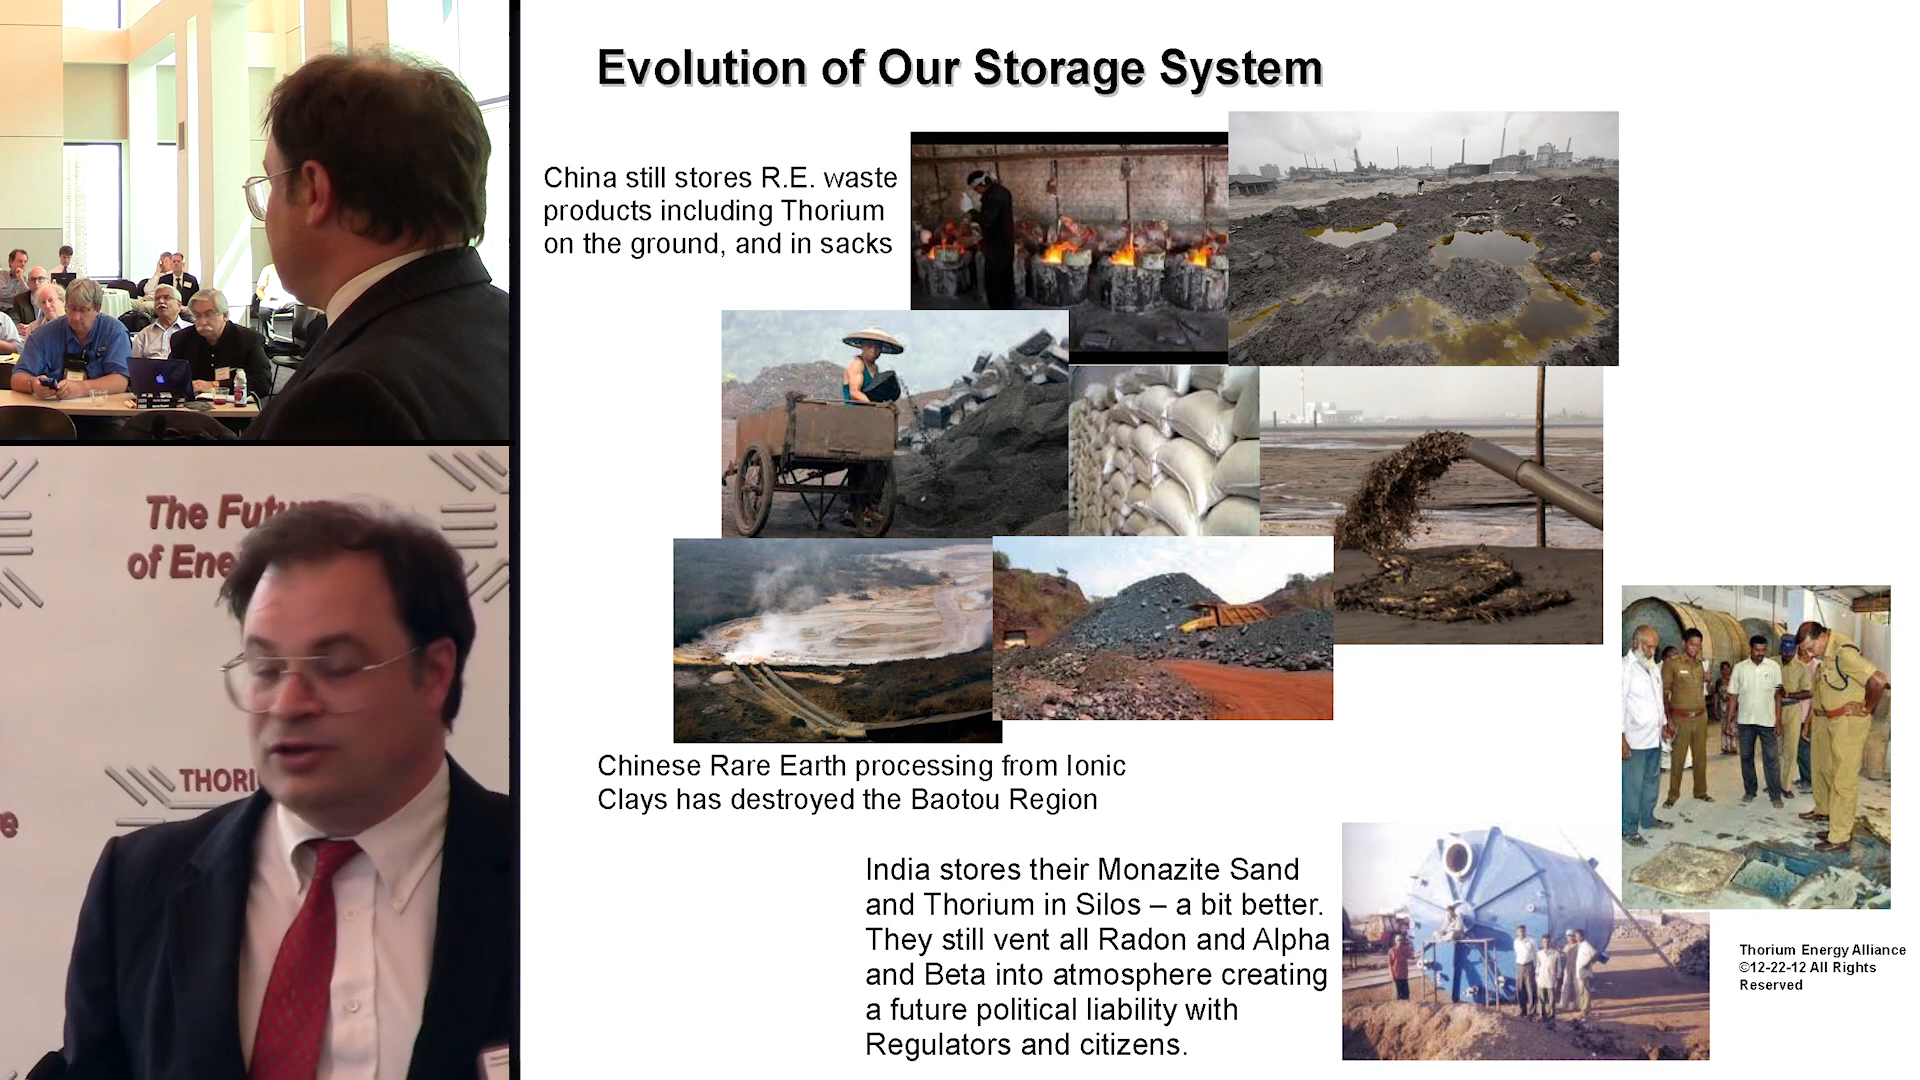 Evolution of Our Storage System
China still stores R.E. waste
products including Thorium
on the ground, and in sacks
Chinese Rare Earth processing from Ionic
Clays has destroyed the Baotou Region
India stores their Monazite Sand
and Thorium in Silos – a bit better.
They still vent all Radon and Alpha
and Beta into atmosphere creating
a future political liability with
Regulators and citizens.
Thorium Energy Alliance
©12-22-12 All Rights
Reserved
The Futu
of Ene
THORI
e